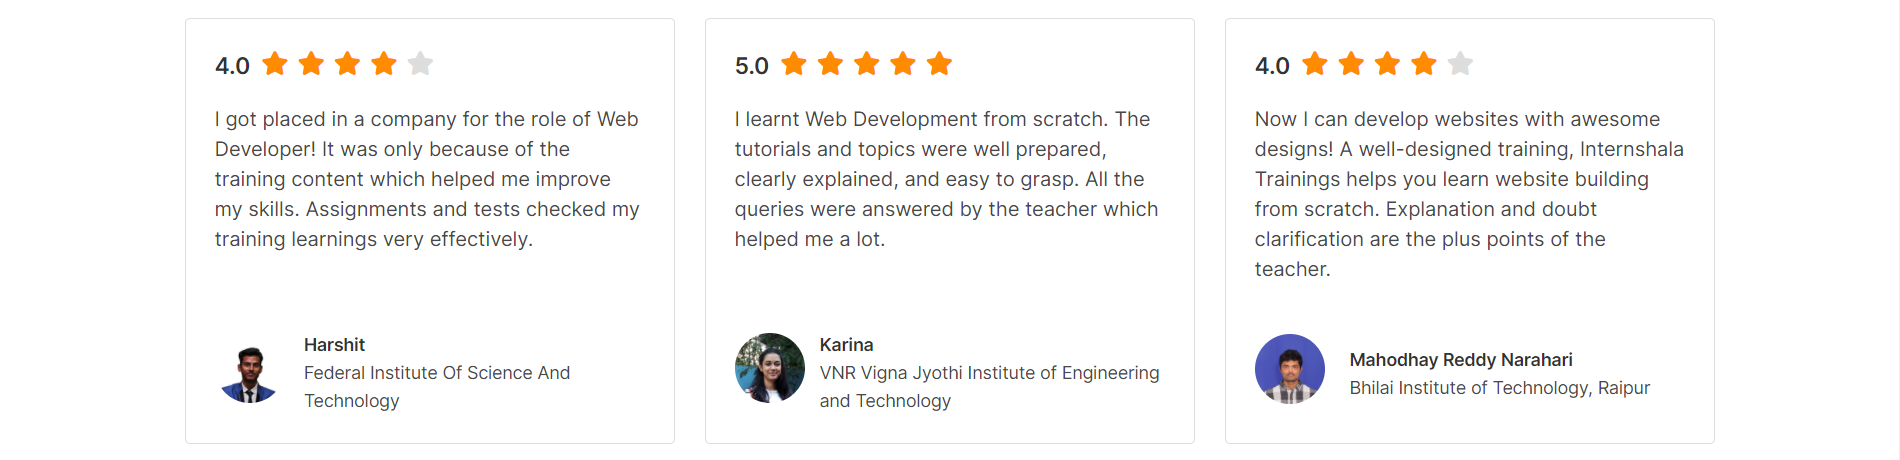 4.0
I got placed in a company for the role of Web
Developer! It was only because of the
training content which helped me improve
my skills. Assignments and tests checked my
training learnings very effectively.
Harshit
Federal Institute Of Science And
Technology
5.0
I learnt Web Development from scratch. The
tutorials and topics were well prepared,
clearly explained, and easy to grasp. All the
queries were answered by the teacher which
helped me a lot.
Karina
VNR Vigna Jyothi Institute of Engineering
and Technology
4.0
Now I can develop websites with awesome
designs! A well-designed training, Internshala
Trainings helps you learn website building
from scratch. Explanation and doubt
clarification are the plus points of the
teacher.
Mahodhay Reddy Narahari
Bhilai Institute of Technology, Raipur